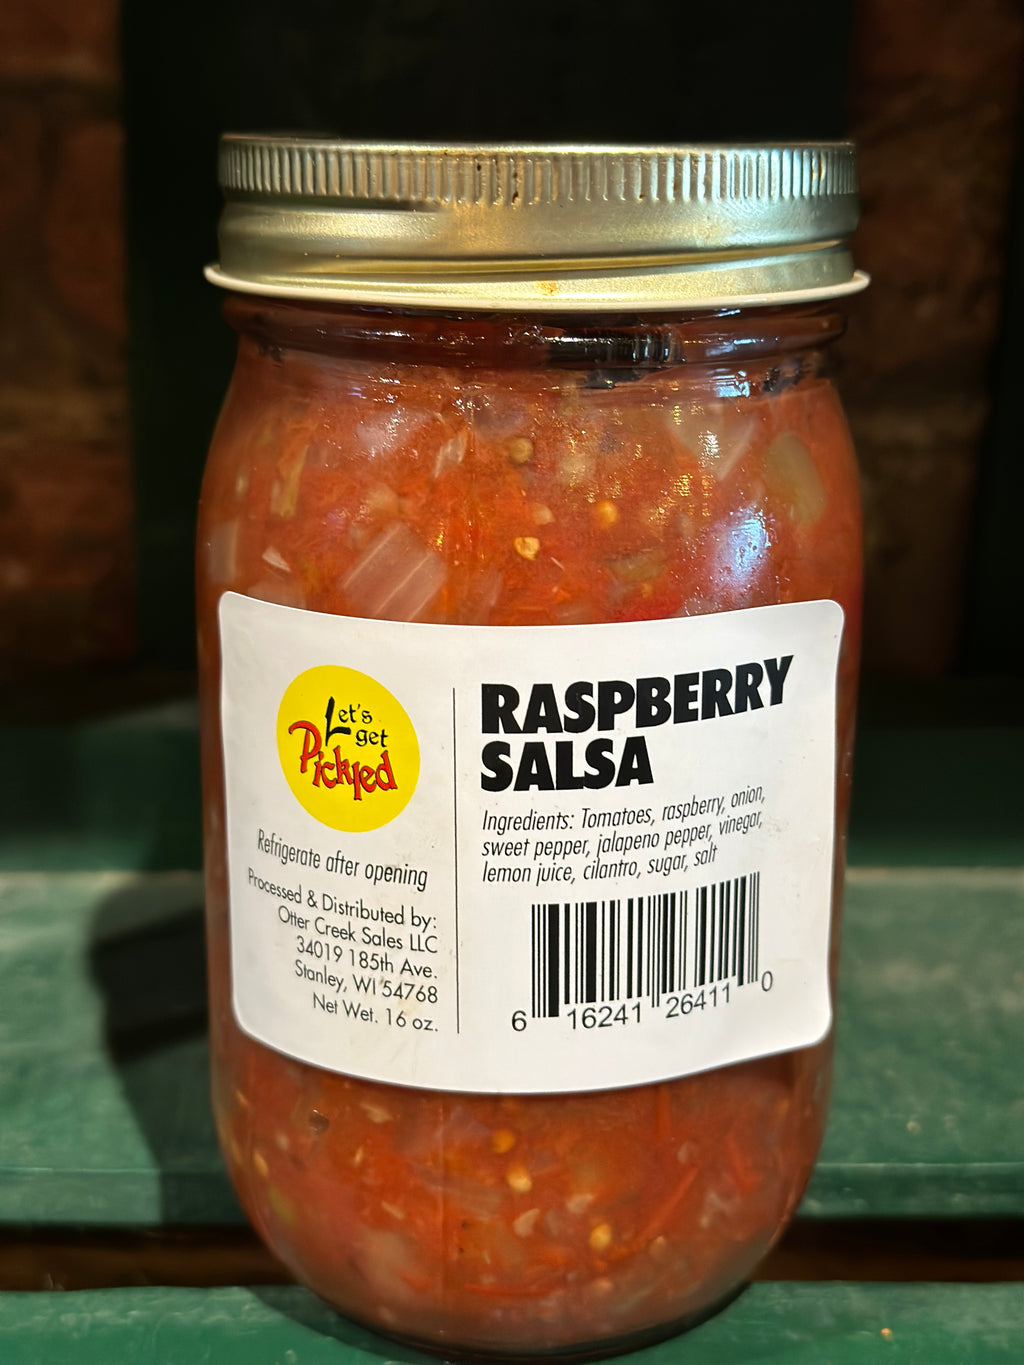 Let's
get
Pickled
Refrigerate after opening
Processed & Distributed by:
Otter Creek Sales LLC
34019 185th Ave.
Stanley, WI 54768
Net Wet. 16 oz.
RASPBERRY
SALSA
Ingredients: Tomatoes, raspberry, onion,
sweet pepper, jalapeno pepper, vinegar,
lemon juice, cilantro, sugar, salt
6 16241 26411 0